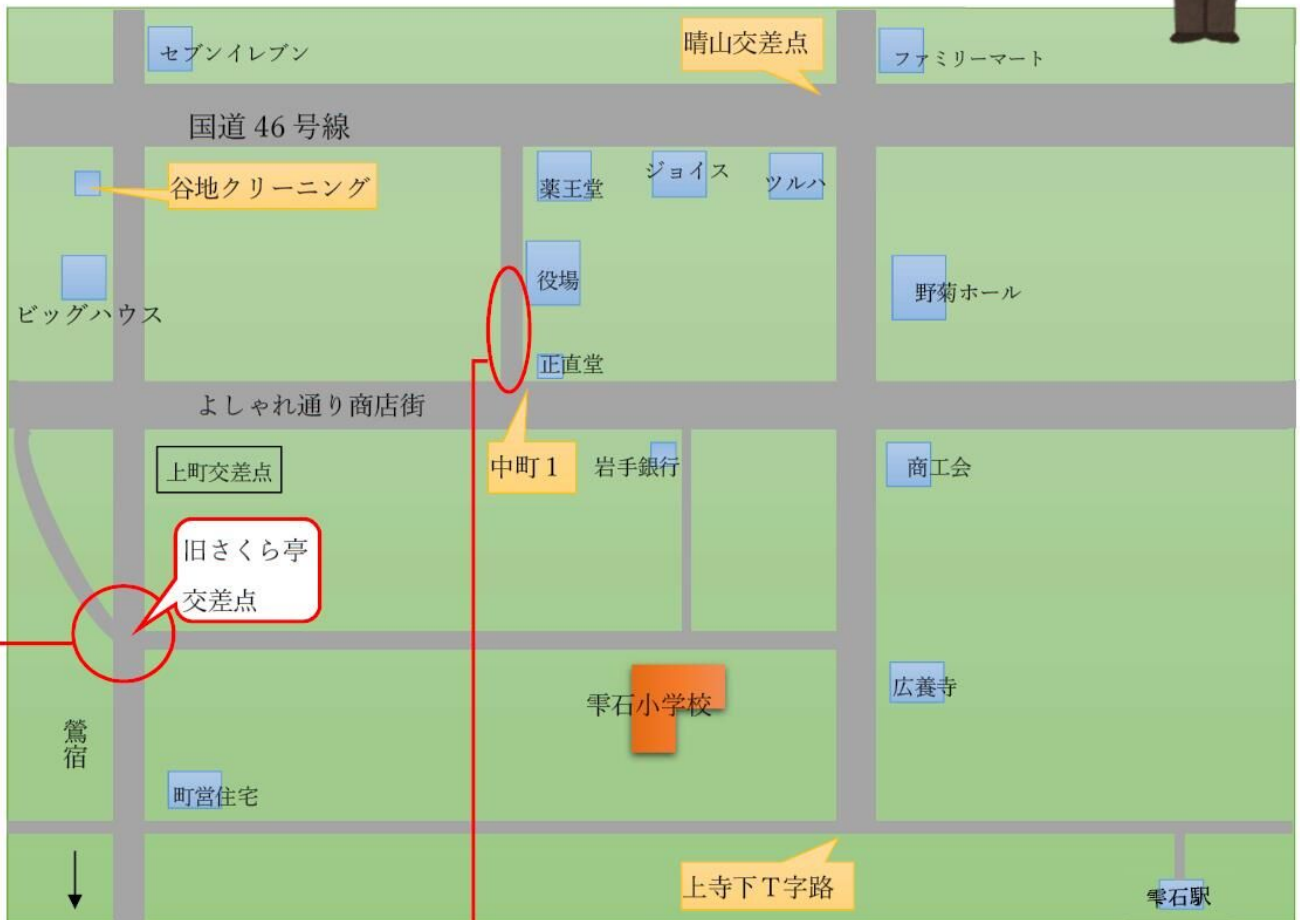 セブンイレブン
晴山交差点
ファミリーマート
国道46号線
谷地クリーニング
薬王堂
ジョイス
ツルハ
役場
ビッグハウス
野菊ホール
正直堂
よしゃれ通り商店街
上町交差点
中町1
岩手銀行
商工会
旧さくら亭
交差点
雫石小学校
広養寺
鶯宿
町営住宅
上寺下T字路
雫石駅